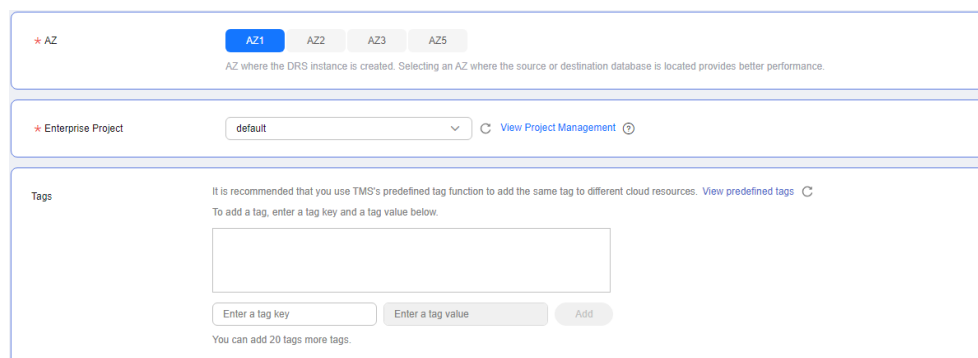 * AZ
AZ1 AZ2 AZ3 AZ5
AZ where the DRS instance is created. Selecting an AZ where the source or destination database is located provides better performance.
* Enterprise Project
default
View Project Management ?
Tags
It is recommended that you use TMS's predefined tag function to add the same tag to different cloud resources. View predefined tags
To add a tag, enter a tag key and a tag value below.
Enter a tag key Enter a tag value Add
You can add 20 tags more tags.